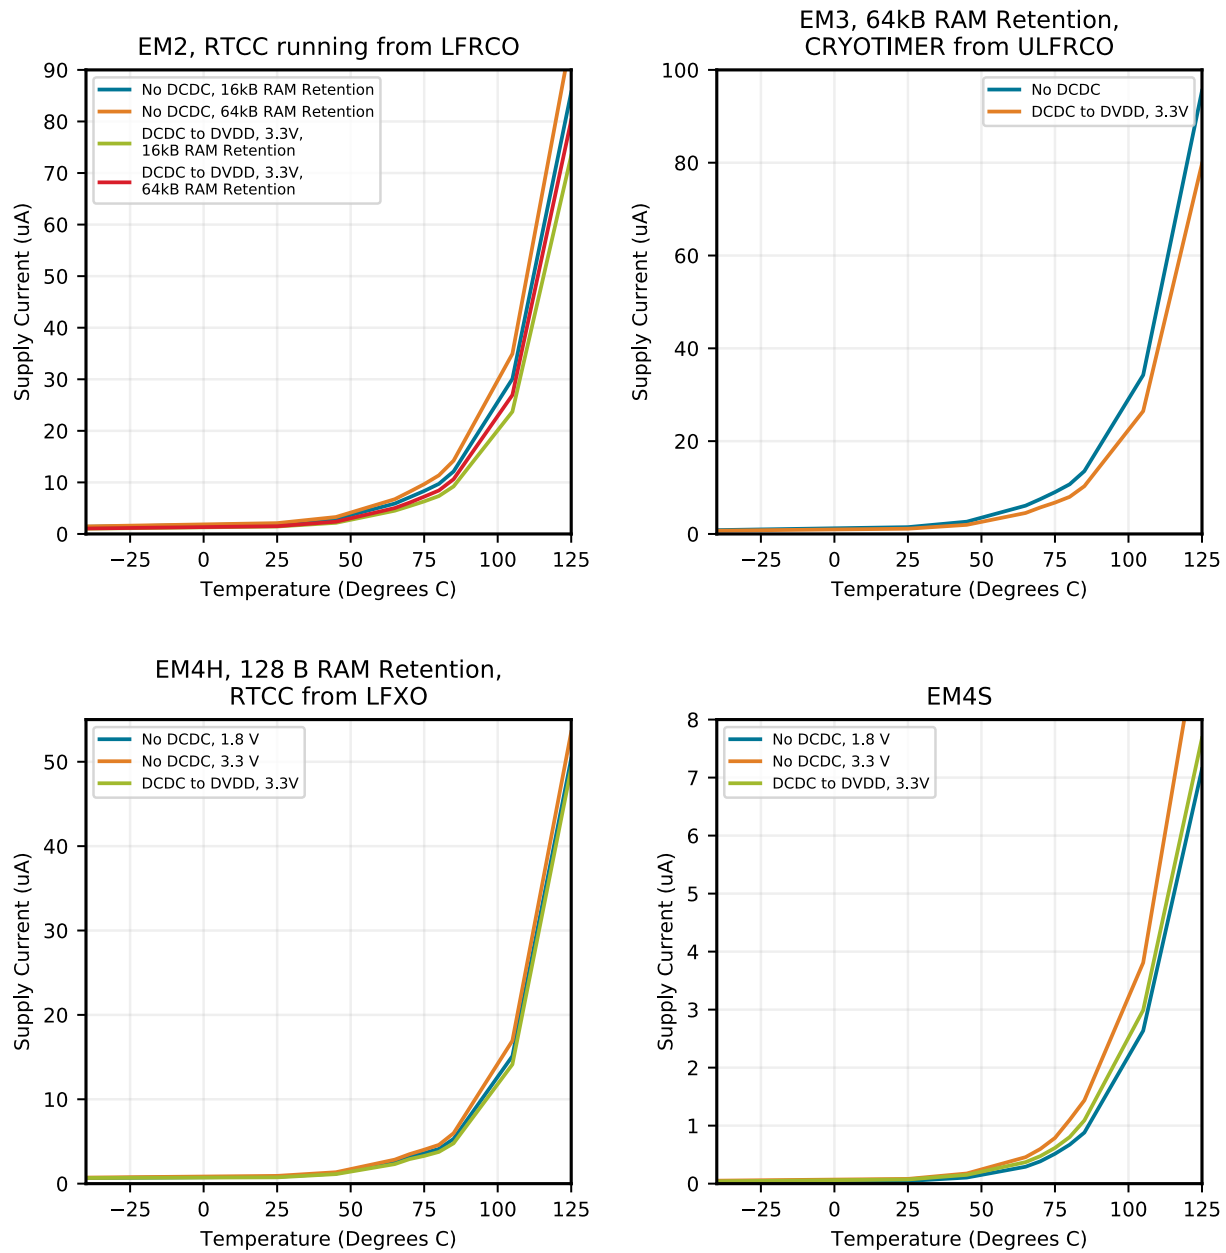 EM2, RTCC running from LFRCO
90
80
70
60
50
40
30
20
10
0
Supply Current (uA)
No DCDC, 16kB RAM Retention
No DCDC, 64kB RAM Retention
DCDC to DVDD, 3.3V,
16kB RAM Retention
DCDC to DVDD, 3.3V,
64kB RAM Retention
−25 0 25 50 75 100 125
Temperature (Degrees C)
EM3, 64kB RAM Retention,
CRYOTIMER from ULFRCO
100
80
60
40
20
0
Supply Current (uA)
No DCDC
DCDC to DVDD, 3.3V
−25 0 25 50 75 100 125
Temperature (Degrees C)
EM4H, 128 B RAM Retention,
RTCC from LFXO
50
40
30
20
10
0
Supply Current (uA)
No DCDC, 1.8 V
No DCDC, 3.3 V
DCDC to DVDD, 3.3V
−25 0 25 50 75 100 125
Temperature (Degrees C)
EM4S
8
7
6
5
4
3
2
1
0
Supply Current (uA)
No DCDC, 1.8 V
No DCDC, 3.3 V
DCDC to DVDD, 3.3V
−25 0 25 50 75 100 125
Temperature (Degrees C)